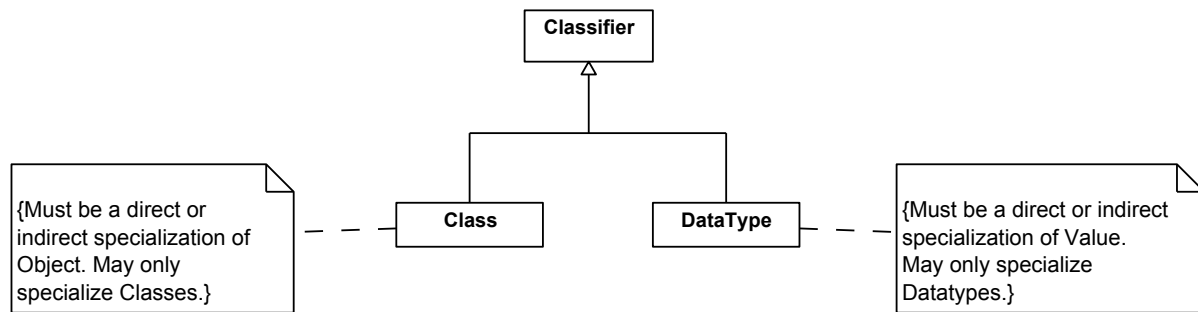 Classifier
Class
DataType
{Must be a direct or
indirect specialization of
Object. May only
specialize Classes.}
{Must be a direct or indirect
specialization of Value.
May only specialize
Datatypes.}